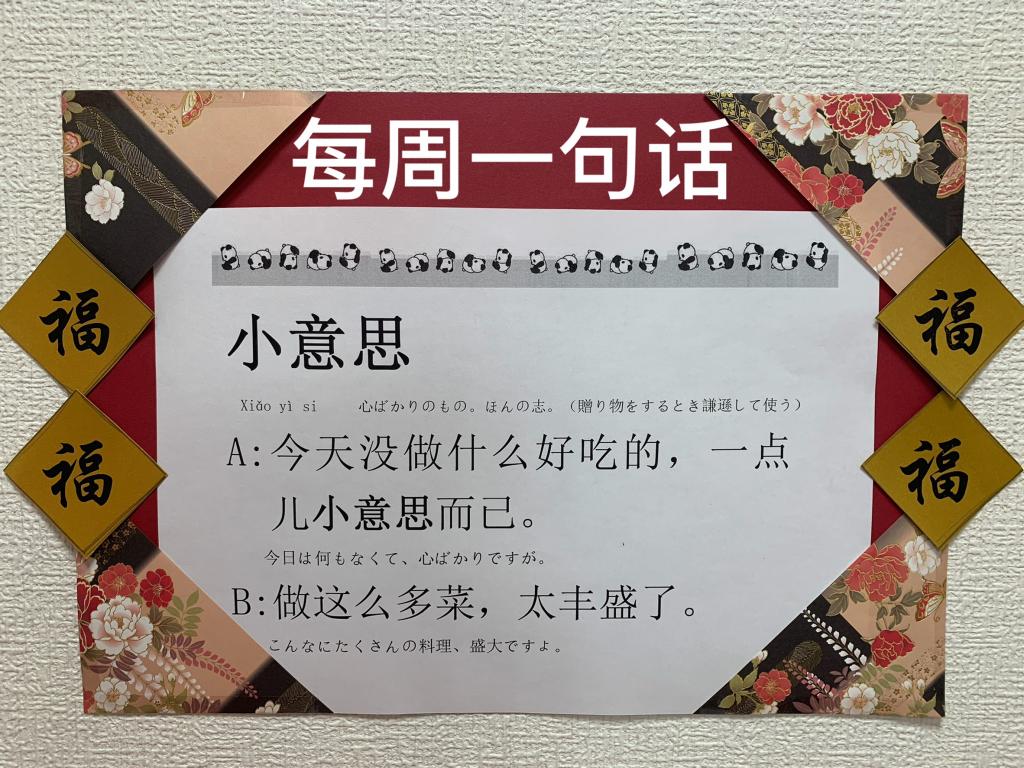 每周一句话
小意思
Xiǎo yì si 心ばかりのもの。ほんの志。（贈り物をするとき謙遜して使う）
A:今天没做什么好吃的，一点
儿小意思而已。
今日は何もなくて、心ばかりですが。
B:做这么多菜，太丰盛了。
こんなにたくさんの料理、盛大ですよ。
福
福
福
福